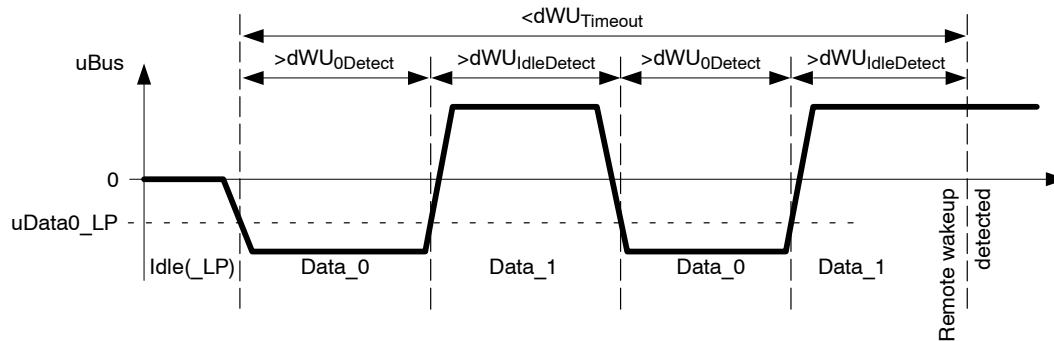 <dWUTimeout
uBus
>dWU0Detect >dWUIdleDetect >dWU0Detect >dWUIdleDetect
0
uData0_LP
Idle(_LP) Data_0 Data_1 Data_0 Data_1
Remote wakeup
detected